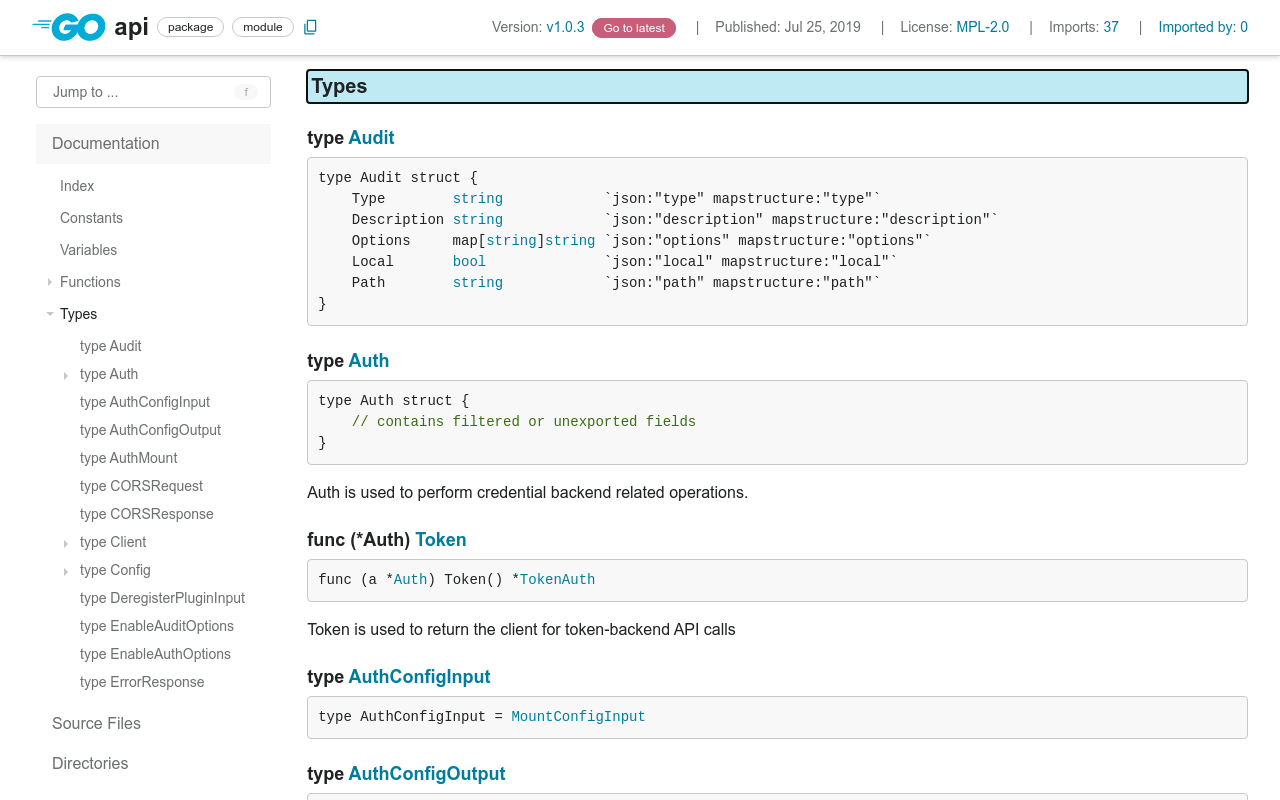 GO api package module Version: v1.0.3 Go to latest | Published: Jul 25, 2019 | License: MPL-2.0 | Imports: 37 | Imported by: 0
Jump to ... f
Documentation
Index
Constants
Variables
Functions
Types
type Audit
type Auth
type AuthConfigInput
type AuthConfigOutput
type AuthMount
type CORSRequest
type CORSResponse
type Client
type Config
type DeregisterPluginInput
type EnableAuditOptions
type EnableAuthOptions
type ErrorResponse
Source Files
Directories
Types
type Audit
type Audit struct {
    Type        string            `json:"type" mapstructure:"type"`
    Description string            `json:"description" mapstructure:"description"`
    Options     map[string]string `json:"options" mapstructure:"options"`
    Local       bool              `json:"local" mapstructure:"local"`
    Path        string            `json:"path" mapstructure:"path"`
}
type Auth
type Auth struct {
    // contains filtered or unexported fields
}
Auth is used to perform credential backend related operations.
func (*Auth) Token
func (a *Auth) Token() *TokenAuth
Token is used to return the client for token-backend API calls
type AuthConfigInput
type AuthConfigInput = MountConfigInput
type AuthConfigOutput